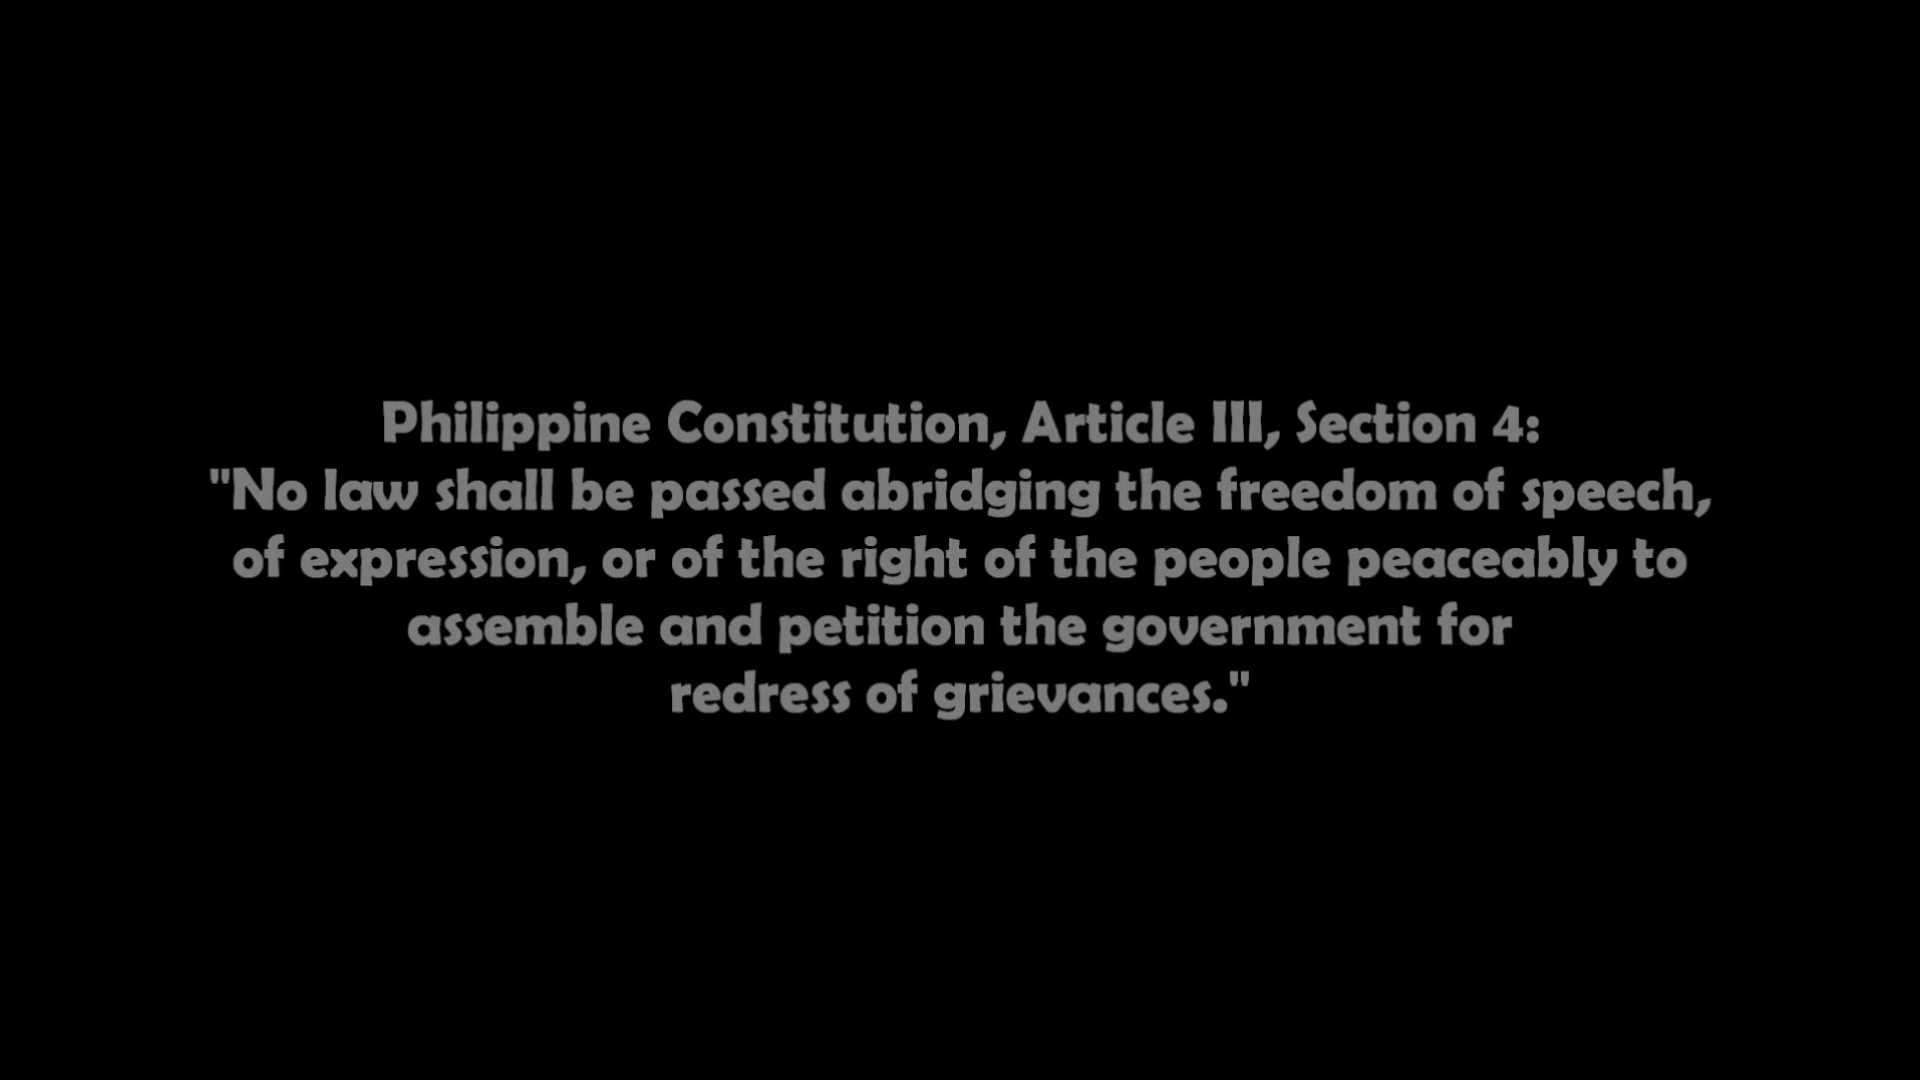 Philippine Constitution, Article III, Section 4:
"No law shall be passed abridging the freedom of speech,
of expression, or of the right of the people peaceably to
assemble and petition the government for
redress of grievances."